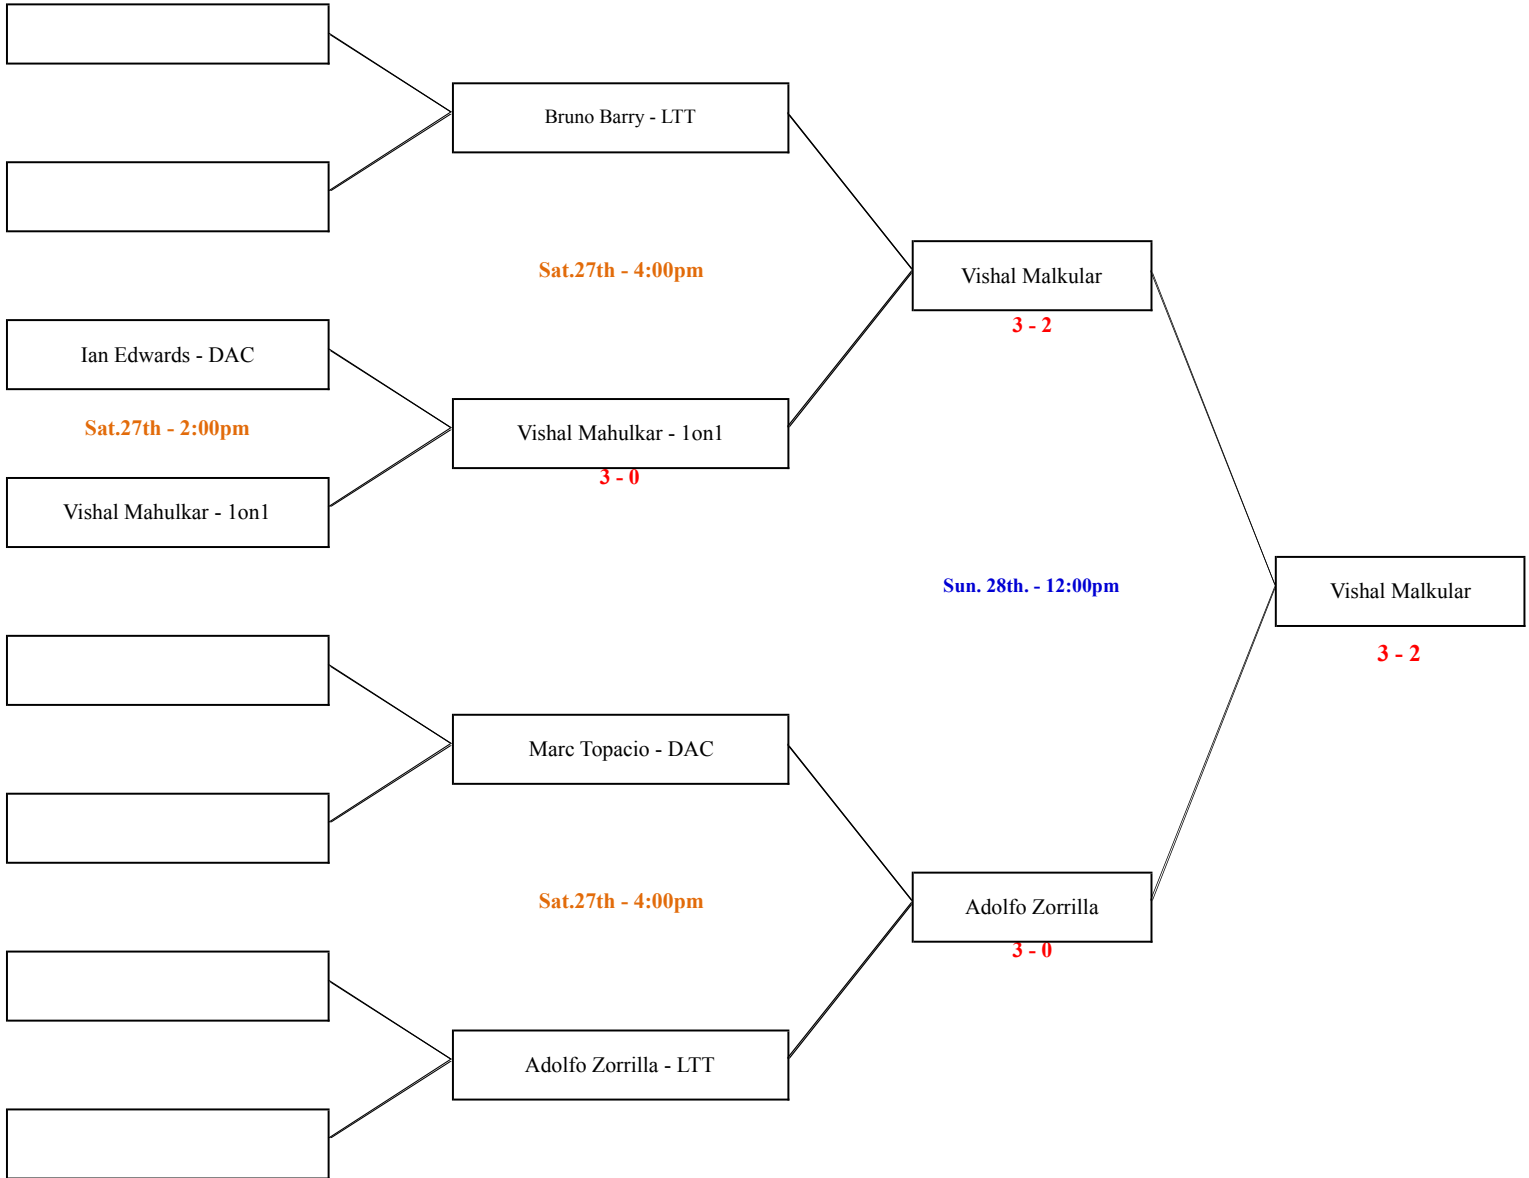 Bruno Barry - LTT
Sat.27th - 4:00pm
Vishal Malkular
3 - 2
Ian Edwards - DAC
Sat.27th - 2:00pm
Vishal Mahulkar - 1on1
3 - 0
Vishal Mahulkar - 1on1
Sun. 28th. - 12:00pm
Vishal Malkular
3 - 2
Marc Topacio - DAC
Sat.27th - 4:00pm
Adolfo Zorrilla
3 - 0
Adolfo Zorrilla - LTT